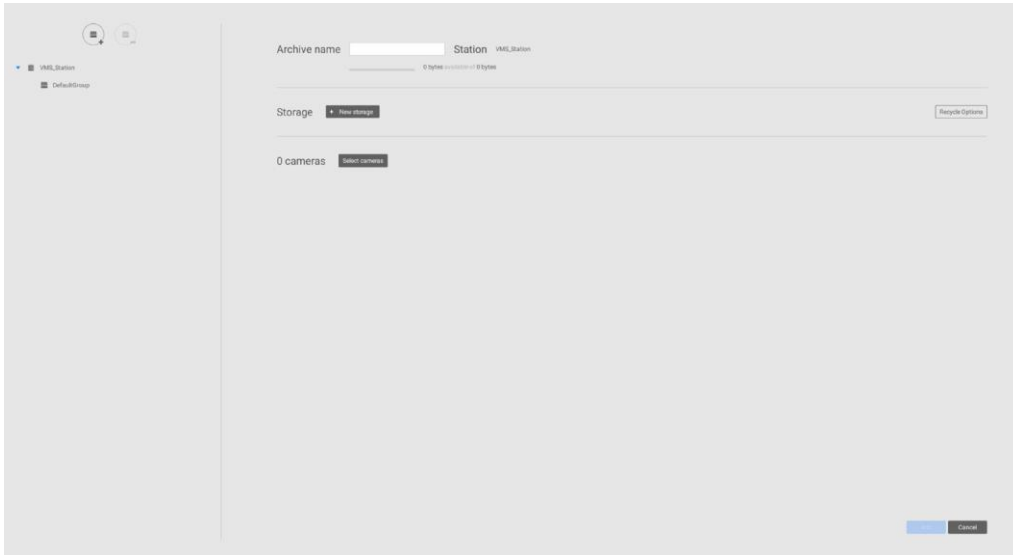 VMS_Station
DefaultGroup
Archive name
Station VMS_Station
0 bytes available of 0 bytes
Storage + New storage
Recycle Options
0 cameras Select cameras
Cancel